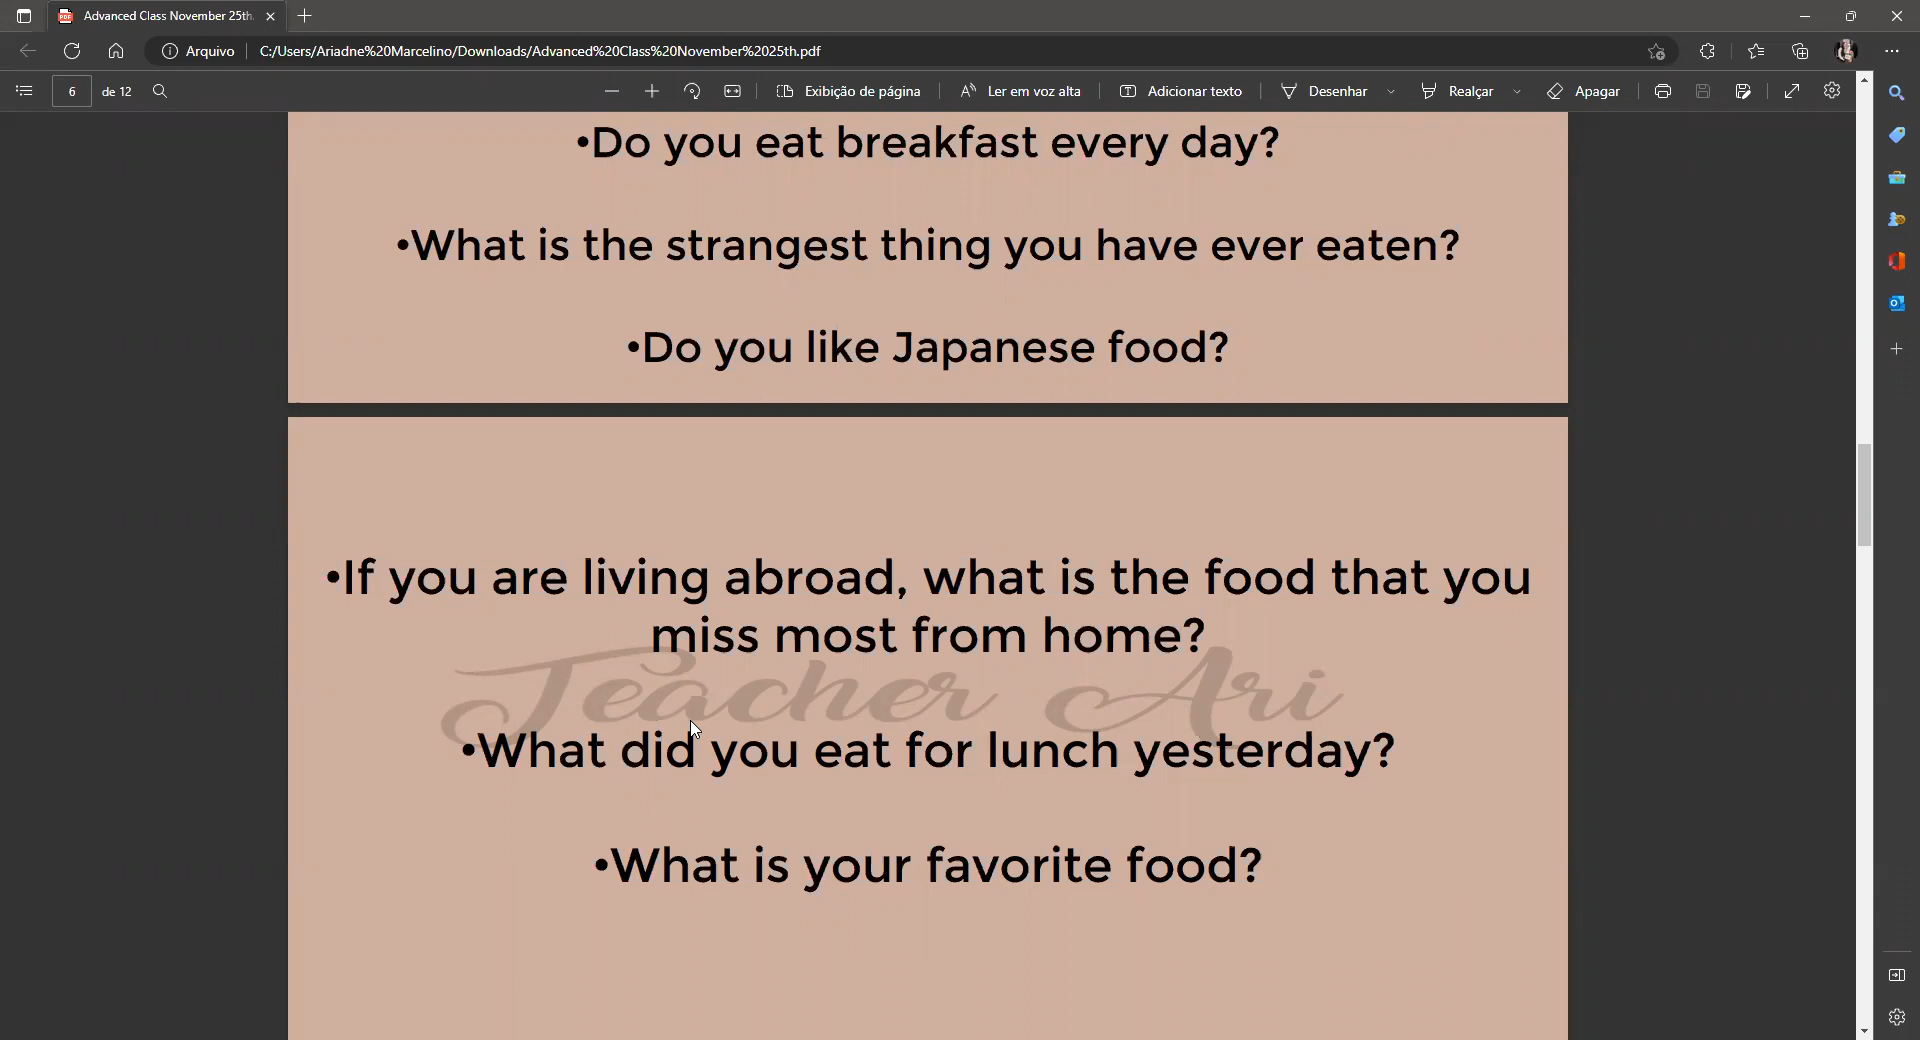 Advanced Class November 25th.
Arquivo
C:/Users/Ariadne%20Marcelino/Downloads/Advanced%20Class%20November%2025th.pdf
6 de 12
Exibição de página
Ler em voz alta
Adicionar texto
Desenhar
Realçar
Apagar
•Do you eat breakfast every day?
•What is the strangest thing you have ever eaten?
•Do you like Japanese food?
•If you are living abroad, what is the food that you
miss most from home?
Teacher Ari
•What did you eat for lunch yesterday?
•What is your favorite food?